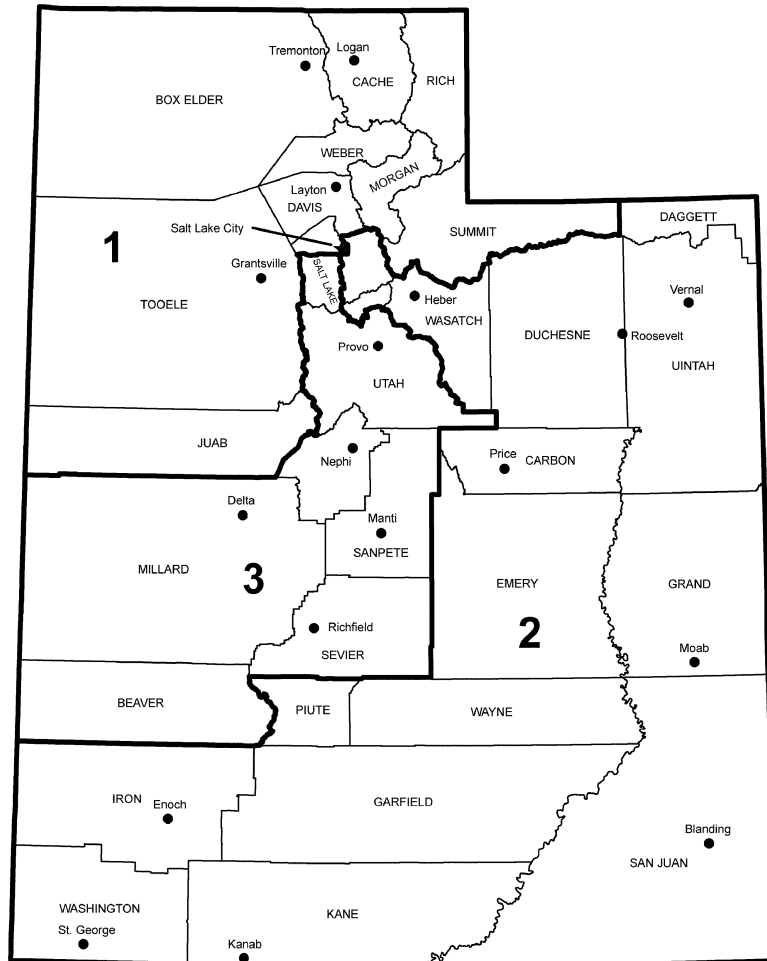 Tremonton
Logan
CACHE
RICH
BOX ELDER
WEBER
MORGAN
Layton
DAVIS
Salt Lake City
SUMMIT
DAGGETT
1
Grantsville
SALT LAKE
TOOELE
Heber
WASATCH
Vernal
DUCHESNE
Roosevelt
Provo
UTAH
UINTAH
JUAB
Nephi
Price
CARBON
Delta
Manti
SANPETE
MILLARD
3
EMERY
GRAND
Richfield
2
SEVIER
Moab
BEAVER
PIUTE
WAYNE
IRON
Enoch
GARFIELD
Blanding
SAN JUAN
WASHINGTON
KANE
St. George
Kanab